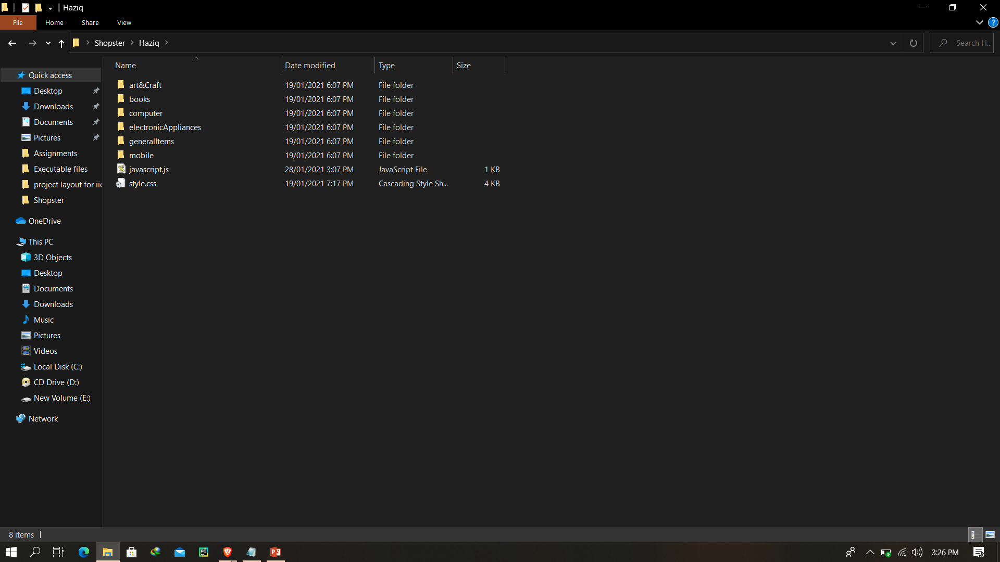 Haziq
File Home Share View
Shopster Haziq
Search H...
Name Date modified Type Size
art&Craft 19/01/2021 6:07 PM File folder
books 19/01/2021 6:07 PM File folder
computer 19/01/2021 6:07 PM File folder
electronicAppliances 19/01/2021 6:07 PM File folder
generalItems 19/01/2021 6:07 PM File folder
mobile 19/01/2021 6:07 PM File folder
javascript.js 28/01/2021 3:07 PM JavaScript File 1 KB
style.css 19/01/2021 7:17 PM Cascading Style Sh... 4 KB
Quick access
Desktop
Downloads
Documents
Pictures
Assignments
Executable files
project layout for
Shopster
OneDrive
This PC
3D Objects
Desktop
Documents
Downloads
Music
Pictures
Videos
Local Disk (C:)
CD Drive (D:)
New Volume (E:)
Network
8 items
3:26 PM